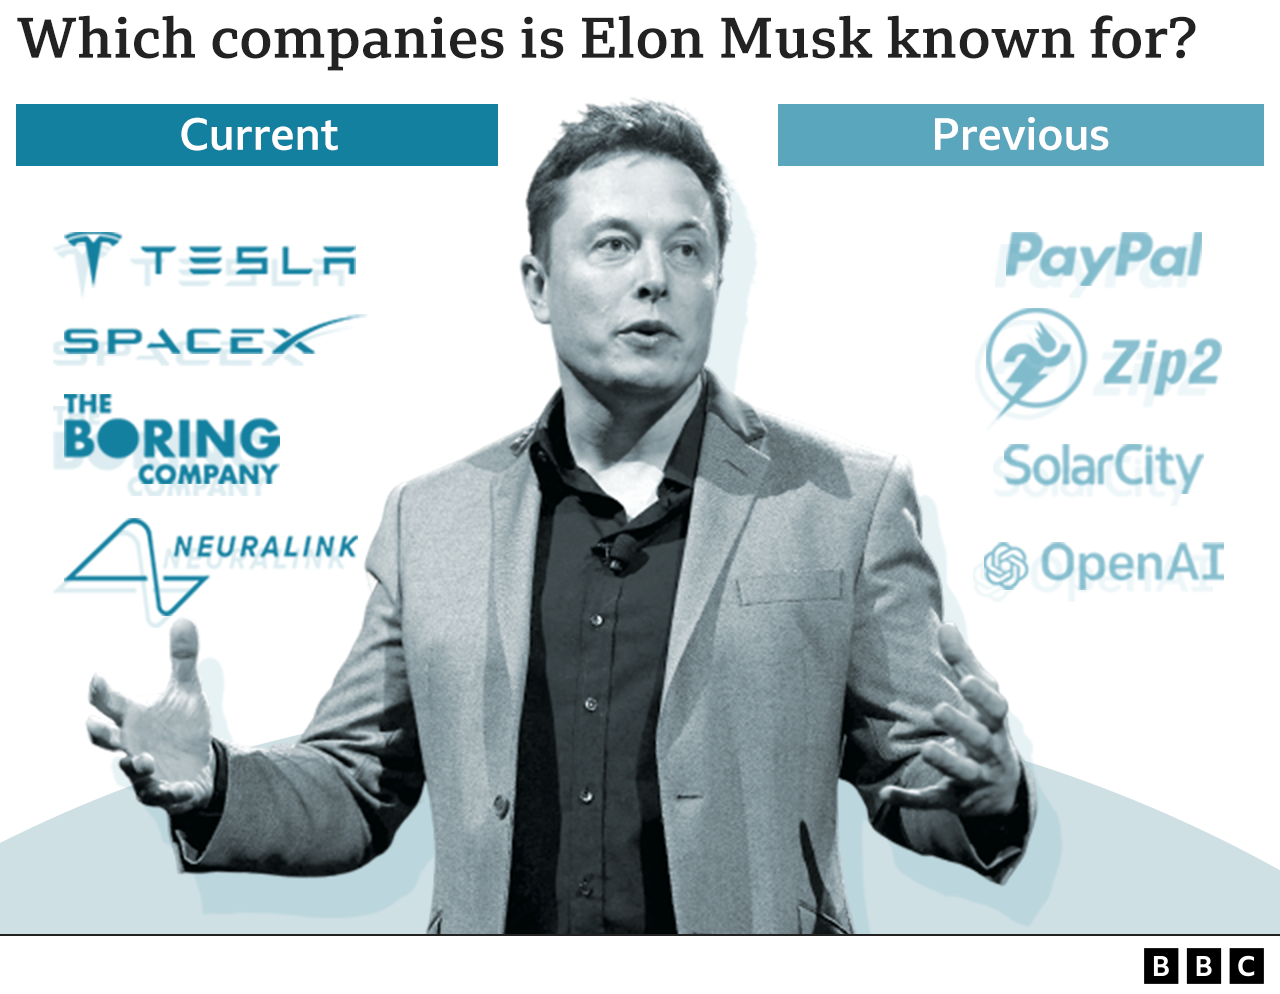 Which companies is Elon Musk known for?
Current
Previous
TESLA
SPACEX
THE
BORING
COMPANY
NEURALINK
PayPal
Zip2
SolarCity
OpenAI
BBC